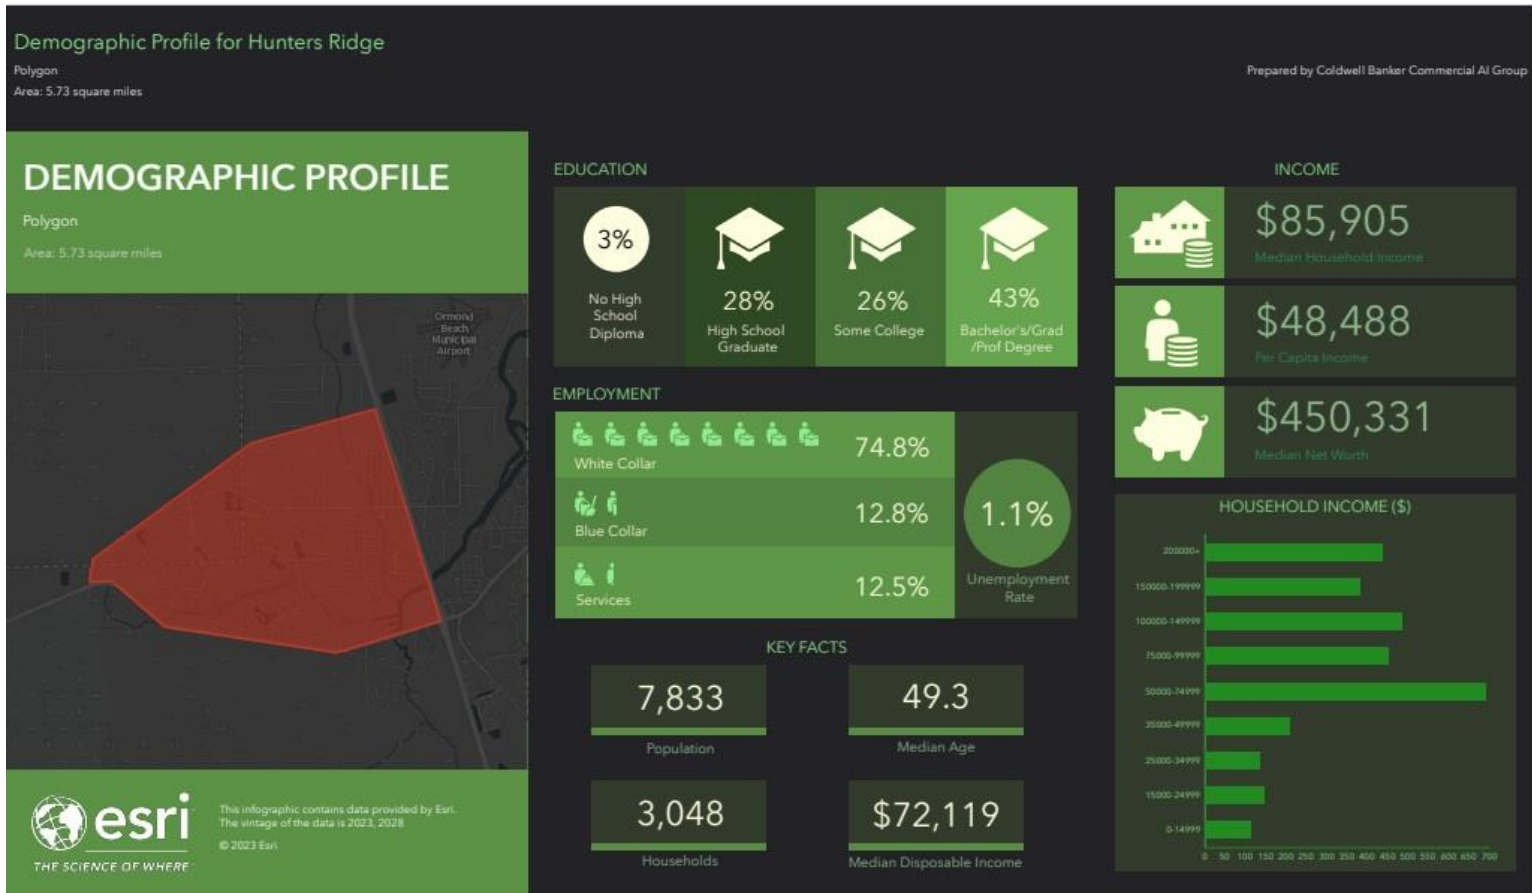 Demographic Profile for Hunters Ridge
Polygon
Area: 5.73 square miles
Prepared by Coldwell Banker Commercial AI Group
DEMOGRAPHIC PROFILE
Polygon
Area: 5.73 square miles
Ormond
Beach
Municipal
Airport
esri
THE SCIENCE OF WHERE
This infographic contains data provided by Esri.
The vintage of the data is 2023, 2028
© 2023 Esri
EDUCATION
3%
No High
School
Diploma
28%
High School
Graduate
26%
Some College
43%
Bachelor's/Grad
/Prof Degree
EMPLOYMENT
White Collar
74.8%
Blue Collar
12.8%
Services
12.5%
1.1%
Unemployment
Rate
KEY FACTS
7,833
Population
49.3
Median Age
3,048
Households
$72,119
Median Disposable Income
INCOME
$85,905
Median Household Income
$48,488
Per Capita Income
$450,331
Median Net Worth
HOUSEHOLD INCOME ($)
200000+
150000-199999
100000-149999
75000-99999
50000-74999
35000-49999
25000-34999
15000-24999
0-14999
0 50 100 150 200 250 300 350 400 450 500 550 600 650 700